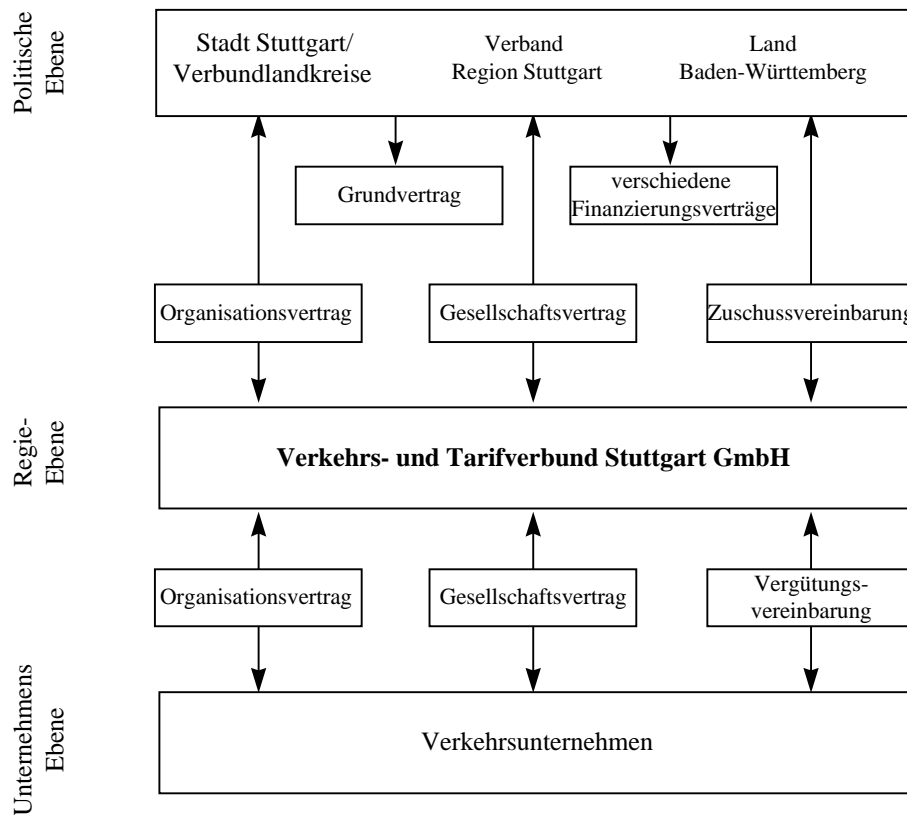 Politische
Ebene
Stadt Stuttgart/
Verbundlandkreise
Verband
Region Stuttgart
Land
Baden-Württemberg
Grundvertrag
verschiedene
Finanzierungsverträge
Organisationsvertrag
Gesellschaftsvertrag
Zuschussvereinbarung
Regie-
Ebene
Verkehrs- und Tarifverbund Stuttgart GmbH
Organisationsvertrag
Gesellschaftsvertrag
Vergütungs-
vereinbarung
Unternehmens
Ebene
Verkehrsunternehmen